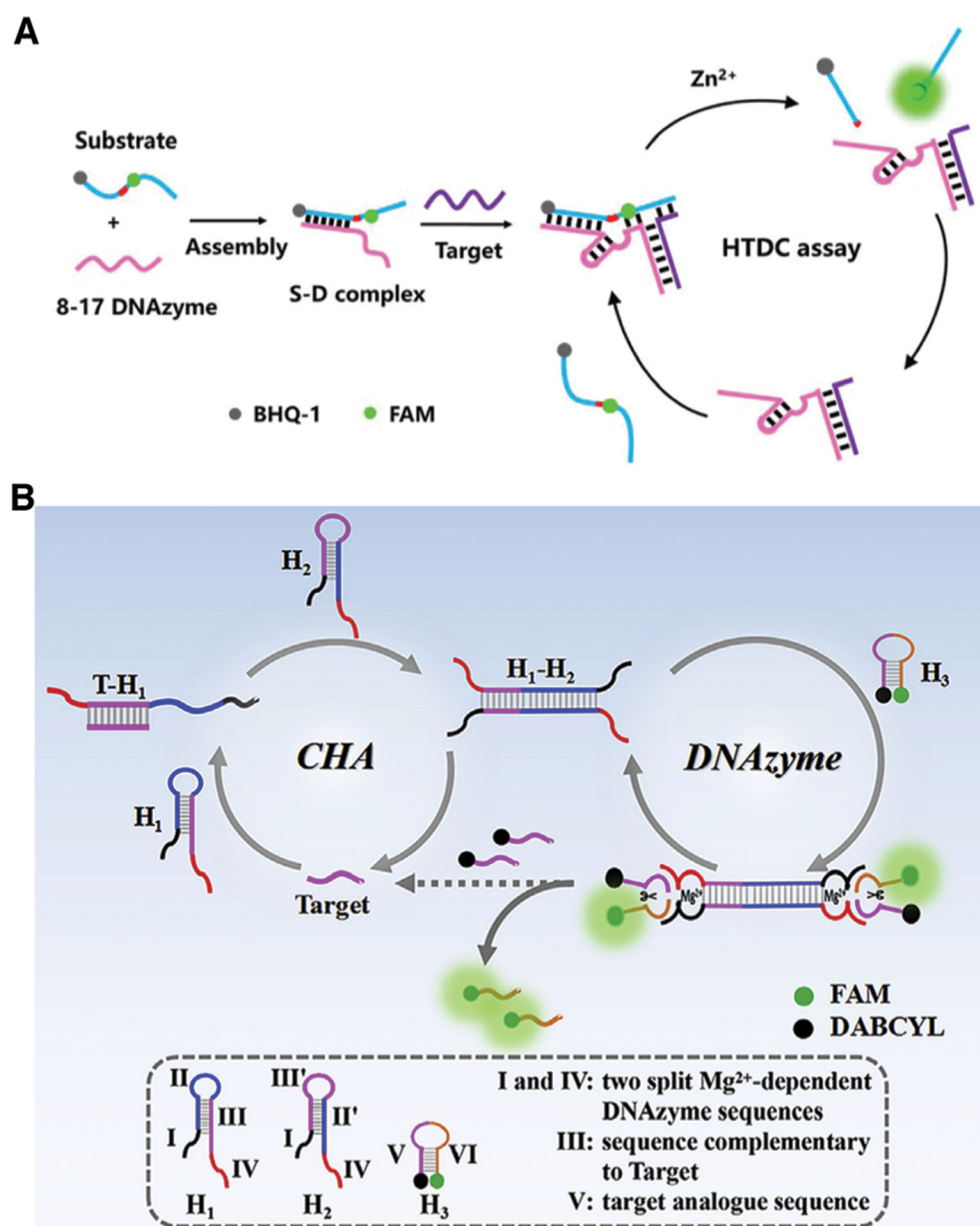 A
Substrate
+
8-17 DNAzyme
Assembly
S-D complex
Target
Zn²⁺
HTDC assay
BHQ-1
FAM
B
H₂
T-H₁
H₁-H₂
H₃
CHA
DNAzyme
H₁
Target
Mg²⁺
Mg²⁺
FAM
DABCYL
II
III
I
IV
H₁
III'
II'
I
IV
H₂
V
VI
H₃
I and IV: two split Mg²⁺-dependent
DNAzyme sequences
III: sequence complementary
to Target
V: target analogue sequence